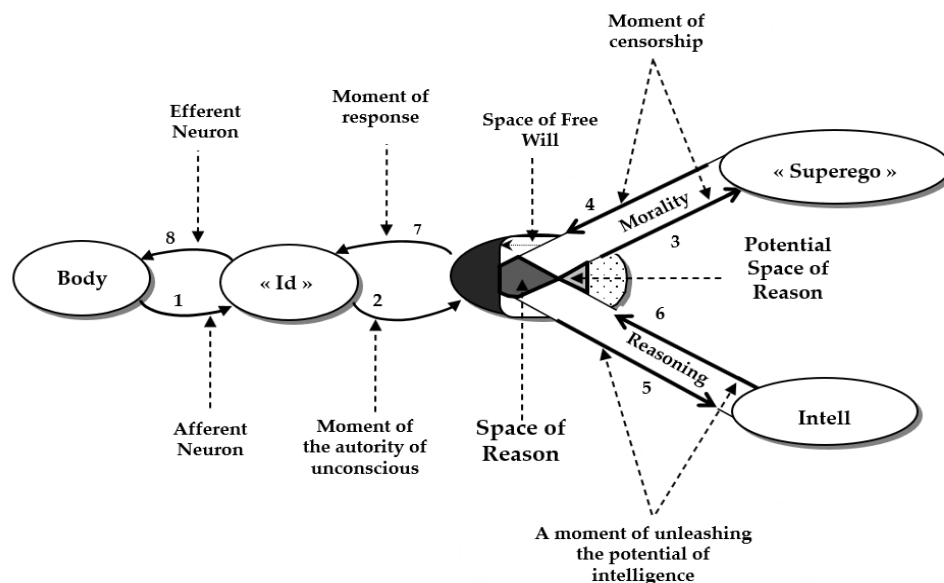 Moment of
censorship
Efferent
Neuron
Moment of
response
Space of Free
Will
« Superego »
4
Morality
3
8
7
Body
« Id »
Potential
Space of
Reason
1
2
6
Reasoning
5
Intell
Afferent
Neuron
Moment of
the autority of
unconscious
Space of
Reason
A moment of unleashing
the potential of
intelligence